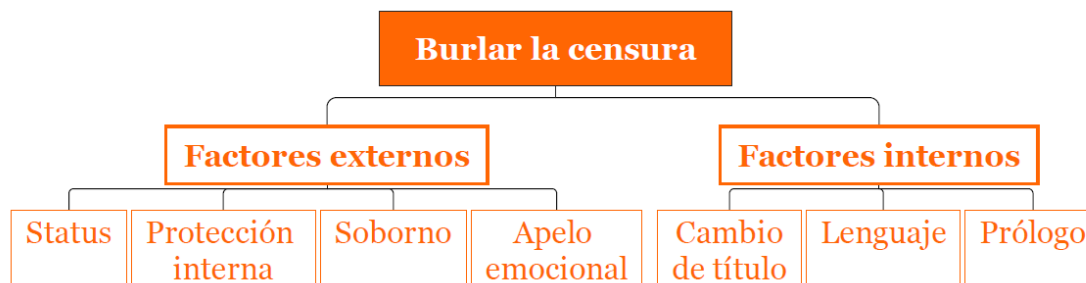 Burlar la censura
Factores externos
Factores internos
Status
Protección
interna
Soborno
Apelo
emocional
Cambio
de título
Lenguaje
Prólogo